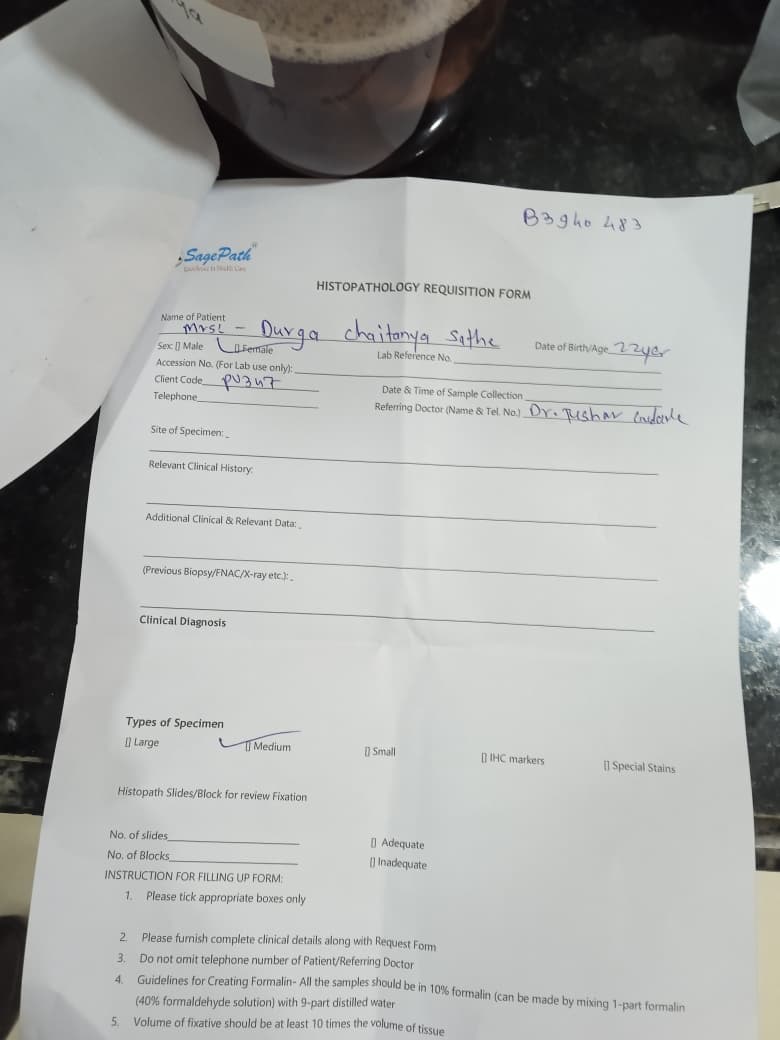 ya
B3940483
SagePath
Excellence In Health Care
HISTOPATHOLOGY REQUISITION FORM
Name of Patient Mrs. - Durga chaitanya Sathe Date of Birth/Age 22yer
Sex [] Male [] Female Lab Reference No.
Accession No. (For Lab use only):
Client Code PU347 Date & Time of Sample Collection
Telephone Referring Doctor (Name & Tel. No.) Dr. Tushar
Site of Specimen:
Relevant Clinical History:
Additional Clinical & Relevant Data:
(Previous Biopsy/FNAC/X-ray etc.):
Clinical Diagnosis
Types of Specimen
[] Large [] Medium [] Small [] IHC markers [] Special Stains
Histopath Slides/Block for review Fixation
No. of slides [] Adequate
No. of Blocks [] Inadequate
INSTRUCTION FOR FILLING UP FORM:
1. Please tick appropriate boxes only
2. Please furnish complete clinical details along with Request Form
3. Do not omit telephone number of Patient/Referring Doctor
4. Guidelines for Creating Formalin- All the samples should be in 10% formalin (can be made by mixing 1-part formalin
(40% formaldehyde solution) with 9-part distilled water
5. Volume of fixative should be at least 10 times the volume of tissue